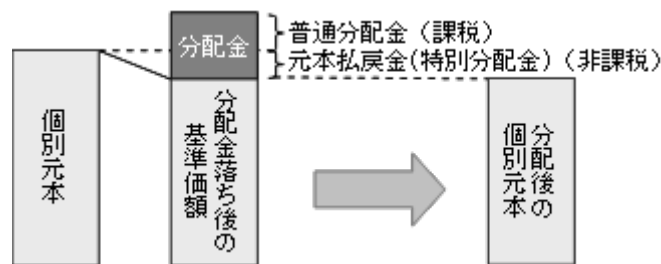 分配金
普通分配金（課税）
元本払戻金(特別分配金)（非課税）
個別元本
分配金落ち後の
基準価額
分配後の
個別元本